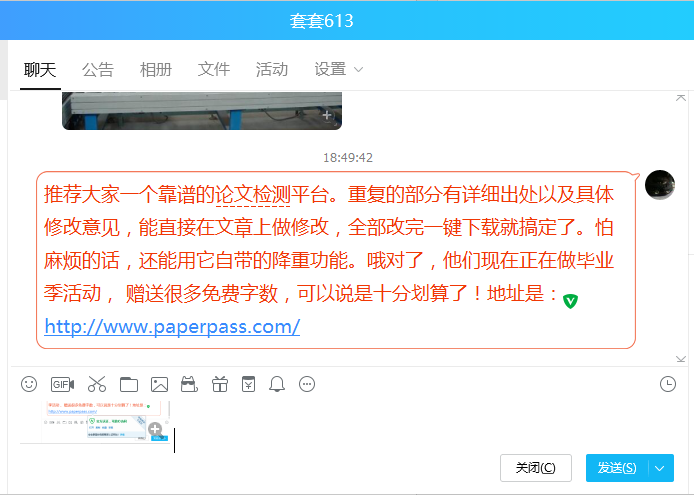 套套613
聊天 公告 相册 文件 活动 设置
18:49:42
推荐大家一个靠谱的论文检测平台。重复的部分有详细出处以及具体
修改意见，能直接在文章上做修改，全部改完一键下载就搞定了。怕
麻烦的话，还能用它自带的降重功能。哦对了，他们现在正在做毕业
季活动， 赠送很多免费字数，可以说是十分划算了！地址是：
http://www.paperpass.com/
GIF
http://www.paperpass.com/
关闭(C) 发送(S)